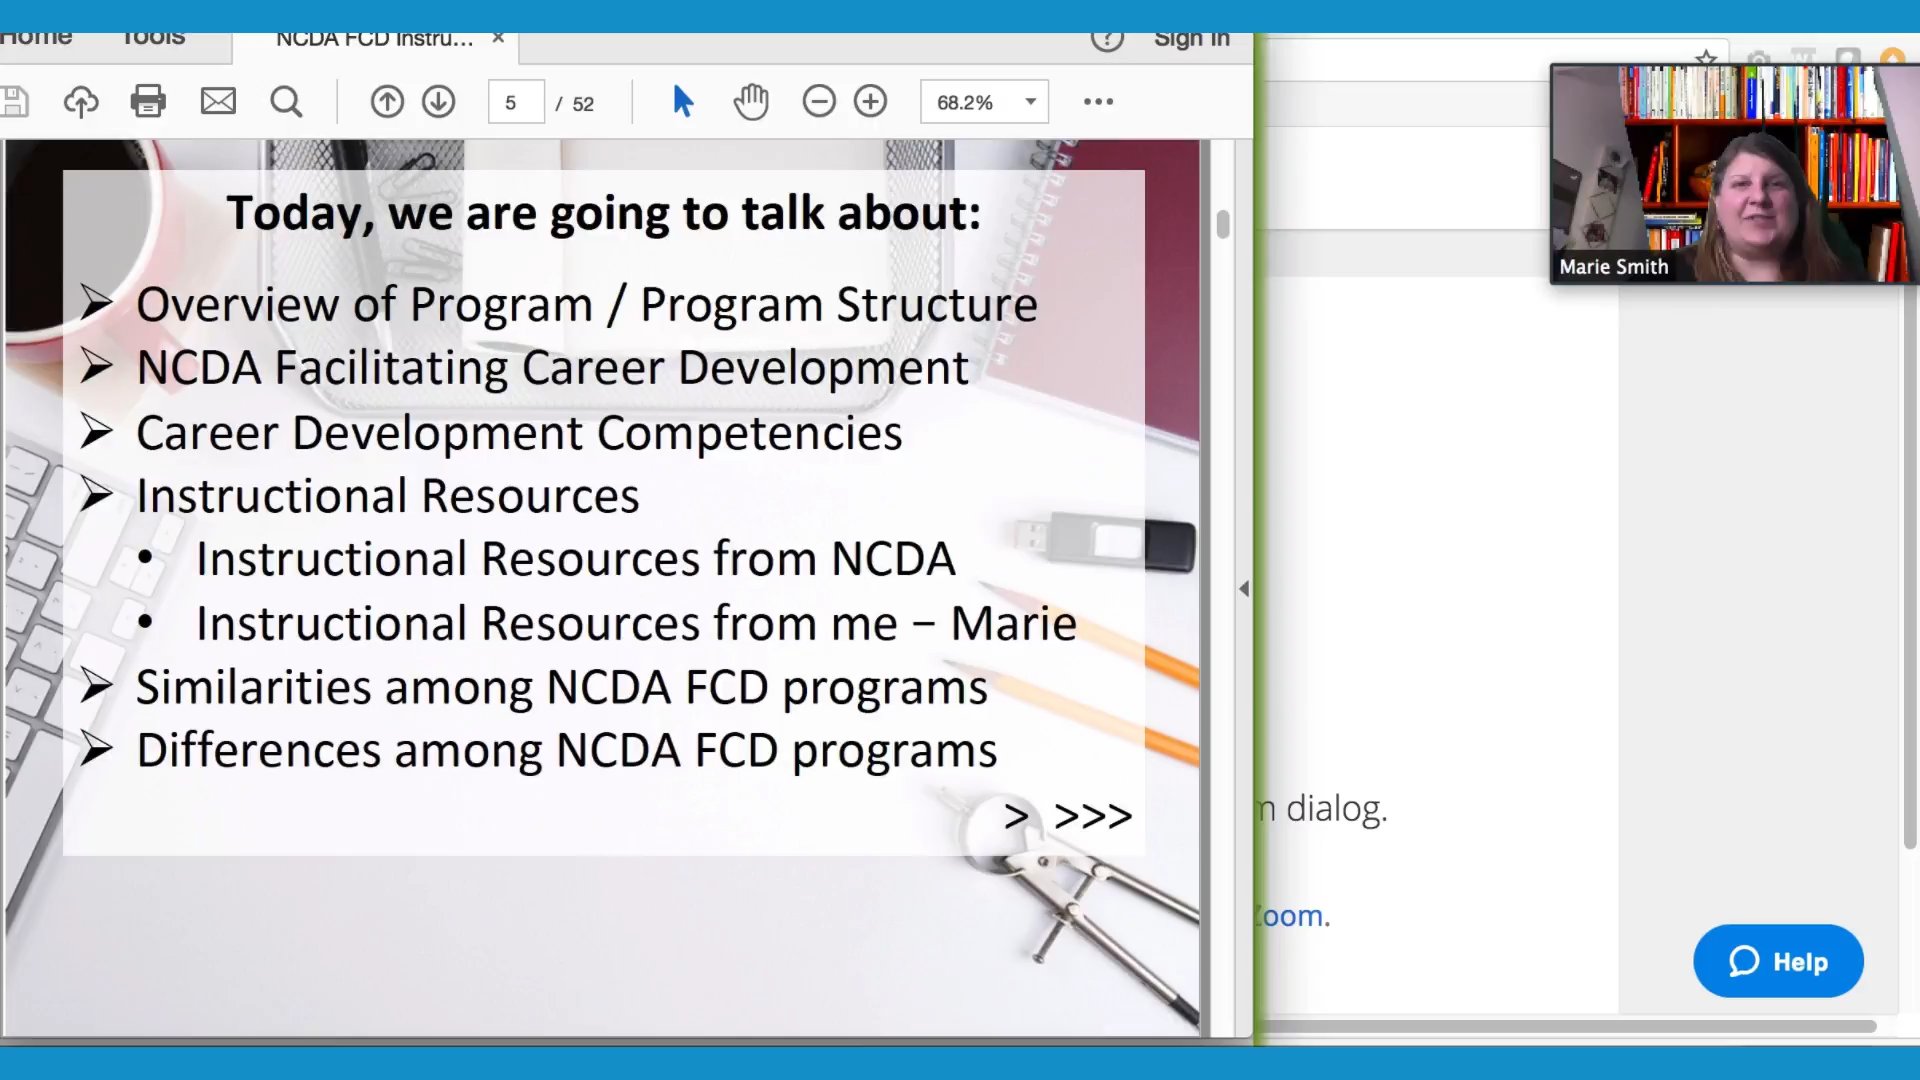 Home Tools NCDA FCD Instru... × ? Sign In
5 / 52 68.2%
Marie Smith
Today, we are going to talk about:
➢ Overview of Program / Program Structure
➢ NCDA Facilitating Career Development
➢ Career Development Competencies
➢ Instructional Resources
• Instructional Resources from NCDA
• Instructional Resources from me – Marie
➢ Similarities among NCDA FCD programs
➢ Differences among NCDA FCD programs
> >>>
dialog.
Zoom.
Help